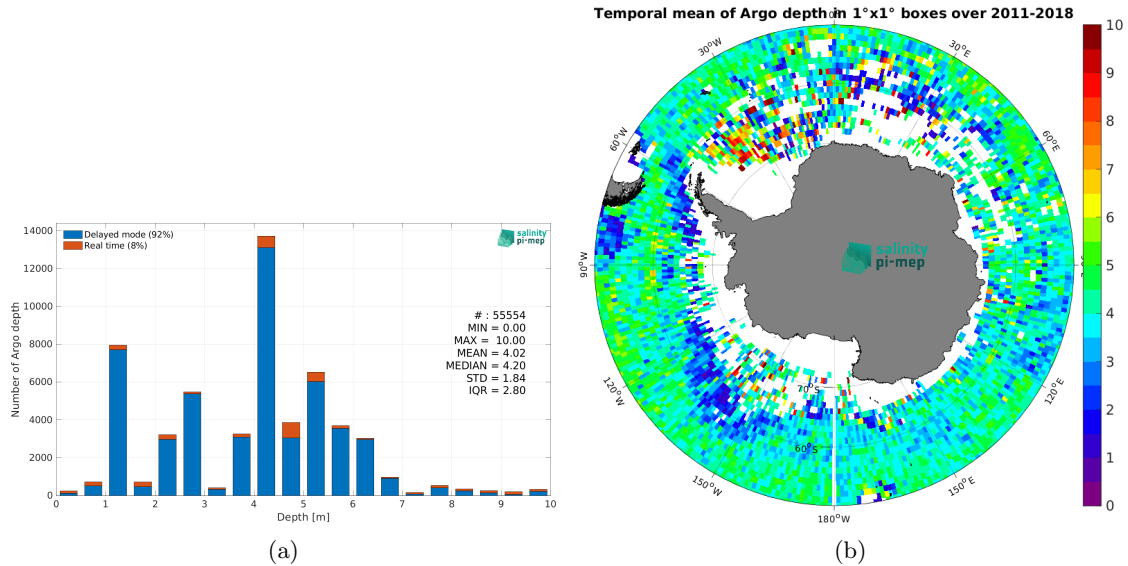 Delayed mode (92%)
Real time (8%)
salinity
pi-mep
# : 55554
MIN = 0.00
MAX = 10.00
MEAN = 4.02
MEDIAN = 4.20
STD = 1.84
IQR = 2.80
Number of Argo depth
14000
12000
10000
8000
6000
4000
2000
0
0 1 2 3 4 5 6 7 8 9 10
Depth [m]
(a)
Temporal mean of Argo depth in 1°x1° boxes over 2011-2018
30°W
30°E
60°W
60°E
90°W
salinity
pi-mep
120°W
120°E
70°S
60°S
150°W
150°E
180°W
10
9
8
7
6
5
4
3
2
1
0
(b)